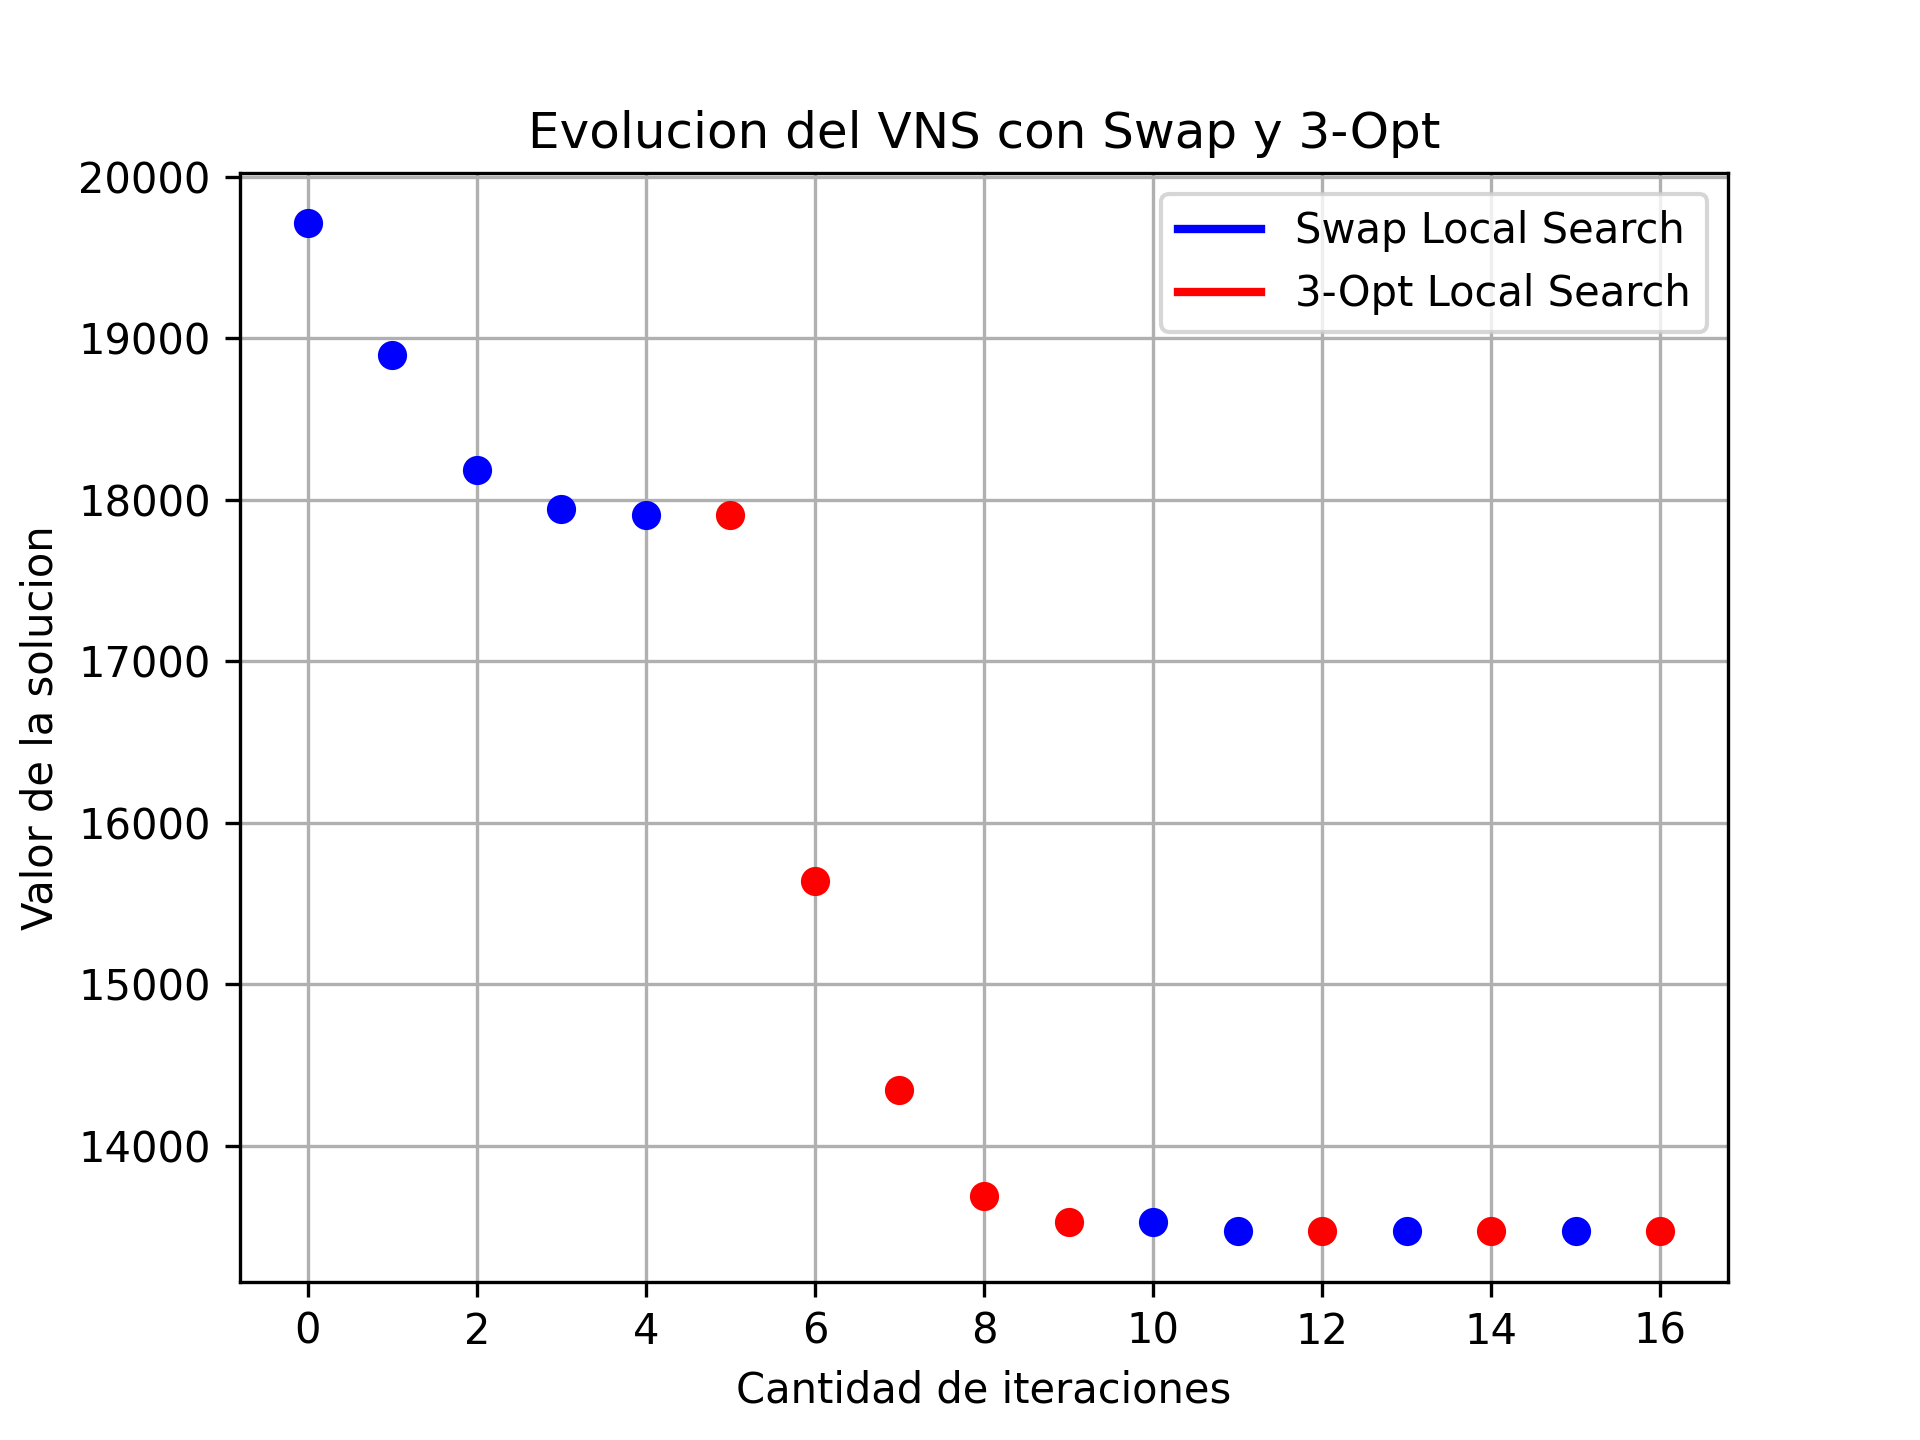 Evolucion del VNS con Swap y 3-Opt
20000
19000
18000
17000
16000
15000
14000
Valor de la solucion
Swap Local Search
3-Opt Local Search
0 2 4 6 8 10 12 14 16
Cantidad de iteraciones